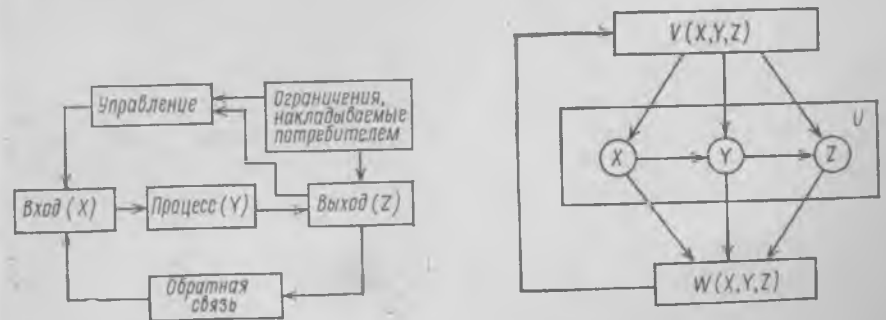 Управление
Ограничения,
накладываемые
потребителем
Вход (X)
Процесс (Y)
Выход (Z)
Обратная
связь
V(X,Y,Z)
U
X
Y
Z
W(X,Y,Z)